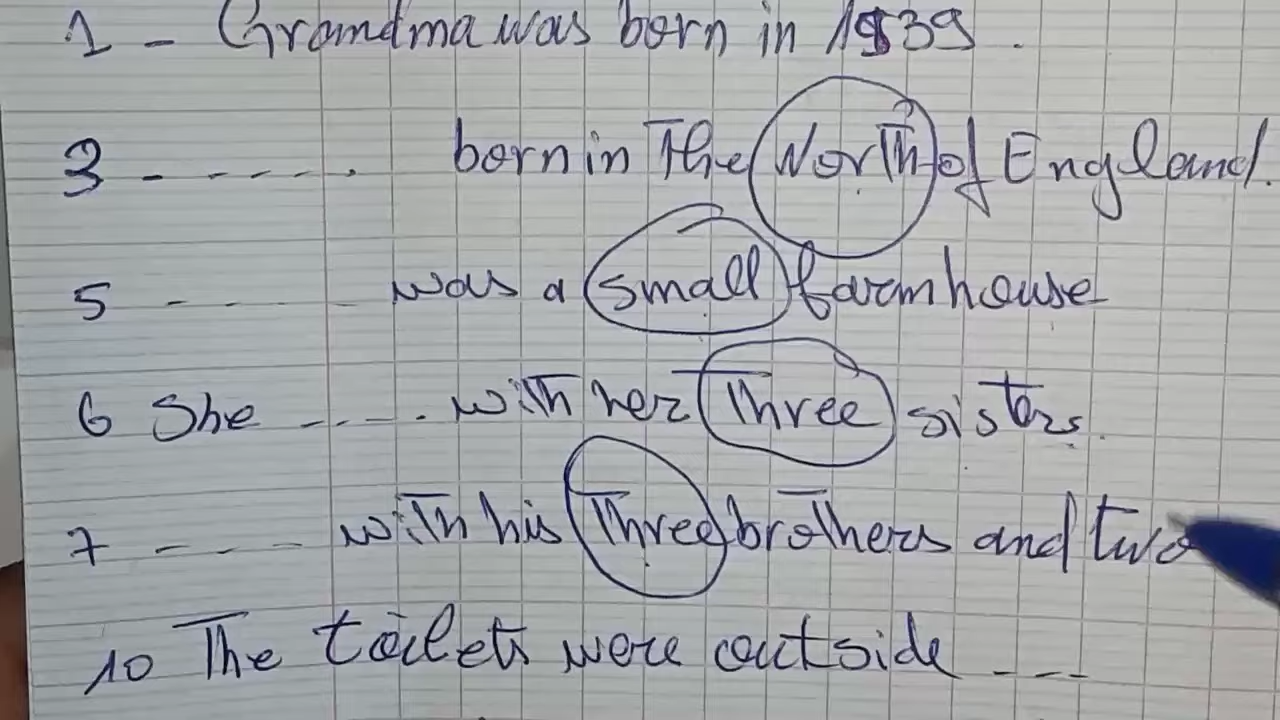 1 - Grandma was born in 1939.
3 - - - - - . born in The North of England.
5 - - - - - was a small farmhouse
6 She - - - - . with her Three sisters.
7 - - - - with his Three brothers and two
10 The toilets were outside - - -